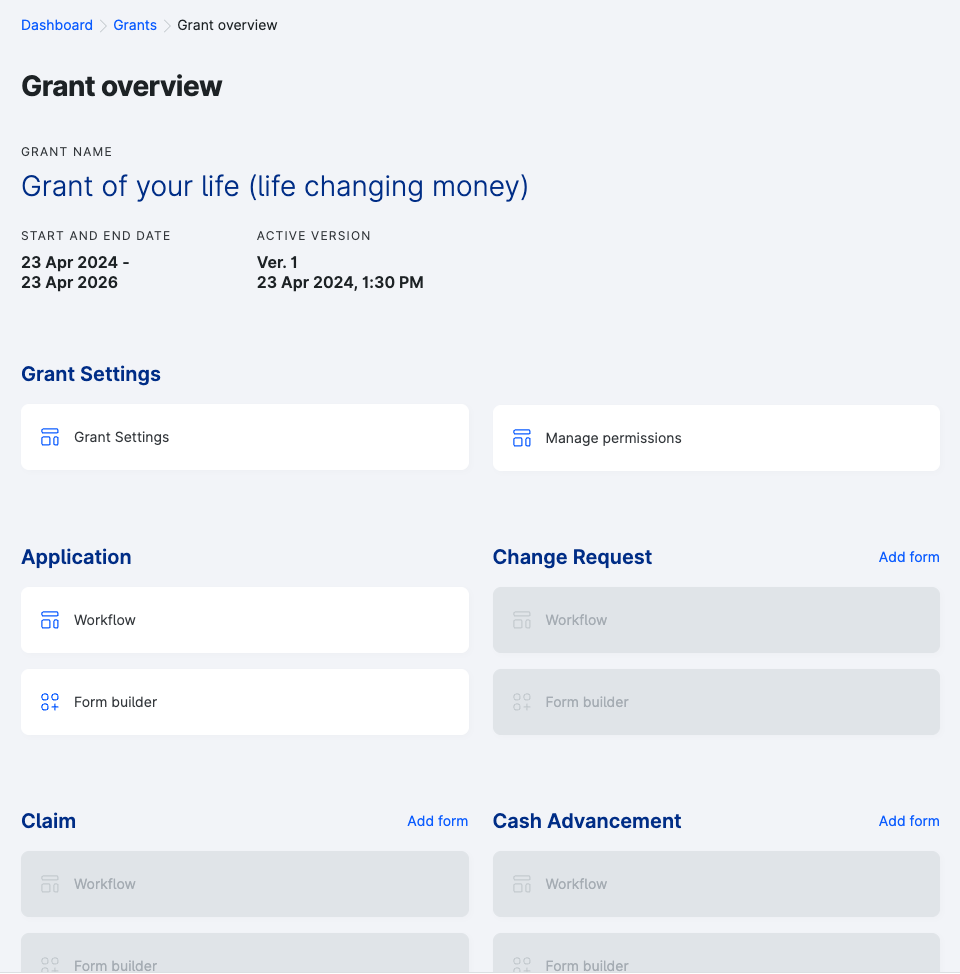 Dashboard > Grants > Grant overview
Grant overview
GRANT NAME
Grant of your life (life changing money)
START AND END DATE
23 Apr 2024 -
23 Apr 2026
ACTIVE VERSION
Ver. 1
23 Apr 2024, 1:30 PM
Grant Settings
Grant Settings
Manage permissions
Application
Workflow
Form builder
Change Request
Add form
Workflow
Form builder
Claim
Add form
Workflow
Form builder
Cash Advancement
Add form
Workflow
Form builder